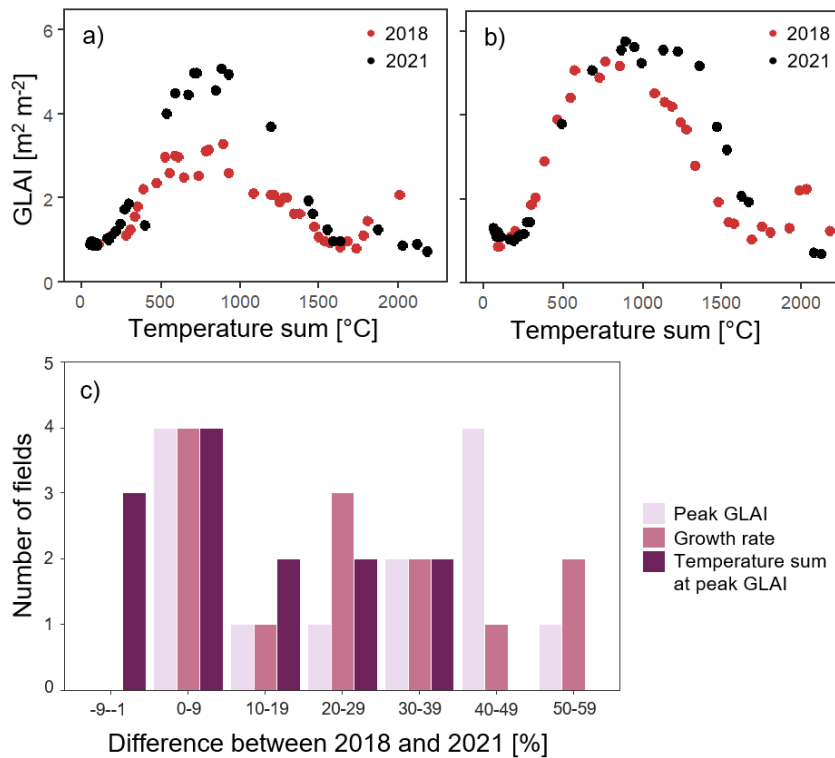 a)
2018
2021
b)
2018
2021
GLAI [m² m⁻²]
6
4
2
0
0 500 1000 1500 2000
0 500 1000 1500 2000
Temperature sum [°C]
Temperature sum [°C]
c)
Number of fields
5
4
3
2
1
0
-9--1 0-9 10-19 20-29 30-39 40-49 50-59
Difference between 2018 and 2021 [%]
Peak GLAI
Growth rate
Temperature sum
at peak GLAI